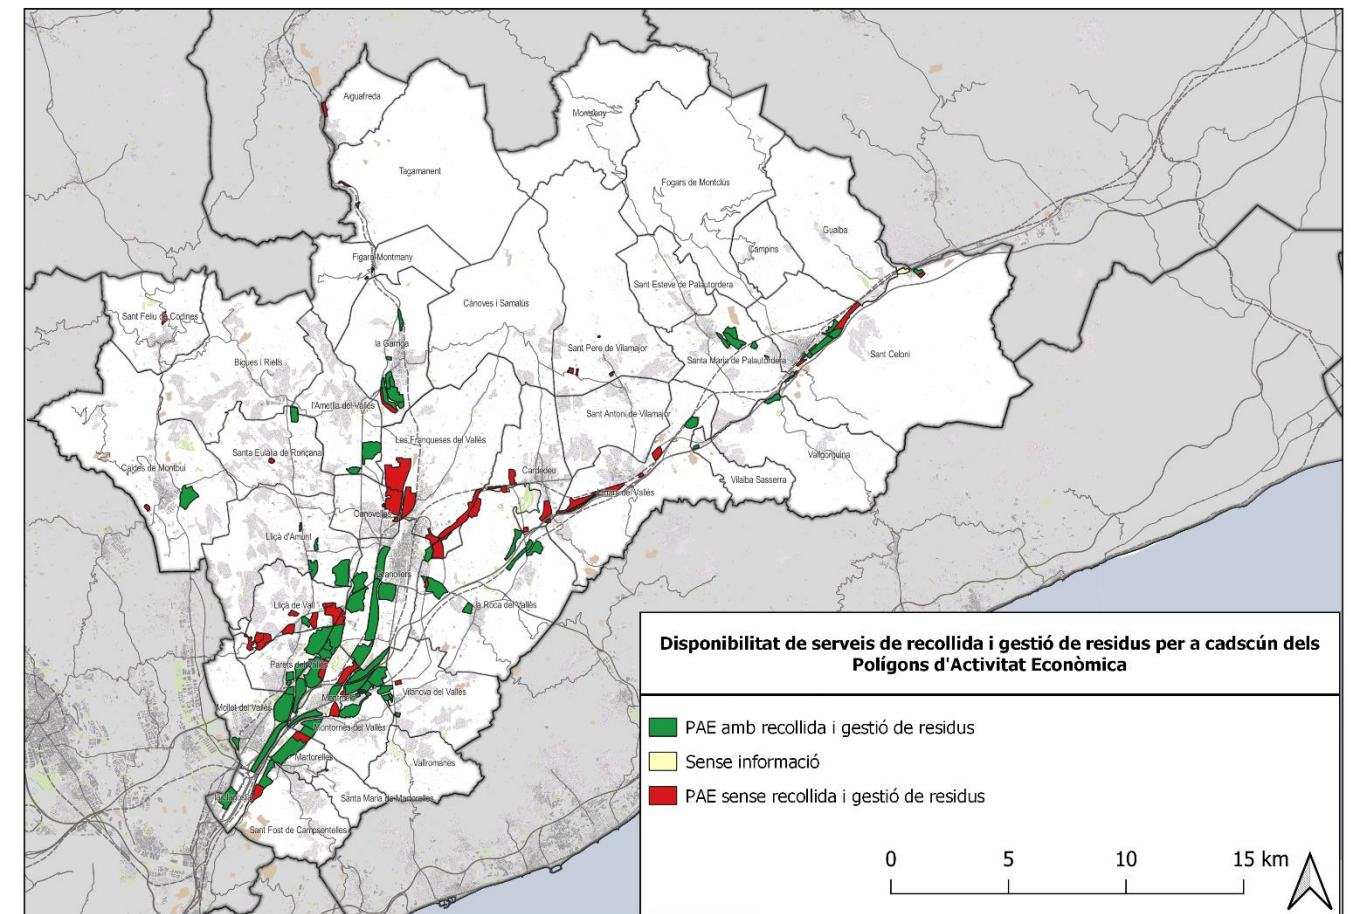 Aiguafreda
Montseny
Tagamanent
Fogars de Montclús
Gualba
Campins
Figaró-Montmany
Sant Esteve de Palautordera
Cànoves i Samalús
Sant Feliu de Codines
la Garriga
Sant Pere de Vilamajor
Sant Celoni
Bigues i Riells
Santa Maria de Palautordera
l'Ametlla del Vallès
Sant Antoni de Vilamajor
Les Franqueses del Vallès
Santa Eulàlia de Ronçana
Vallgorguina
Caldes de Montbui
Cardedeu
Vilalba Sasserra
del Vallès
Canovelles
Lliçà d'Amunt
Granollers
Lliçà de Vall
la Roca del Vallès
Parets del Vallès
Vilanova del Vallès
Mollet del Vallès
Montornès del Vallès
Martorelles
Vallromanes
Santa Maria de Martorelles
Sant Fost de Campsentelles
Disponibilitat de serveis de recollida i gestió de residus per a cadscún dels
Polígons d'Activitat Econòmica
PAE amb recollida i gestió de residus
Sense informació
PAE sense recollida i gestió de residus
0 5 10 15 km